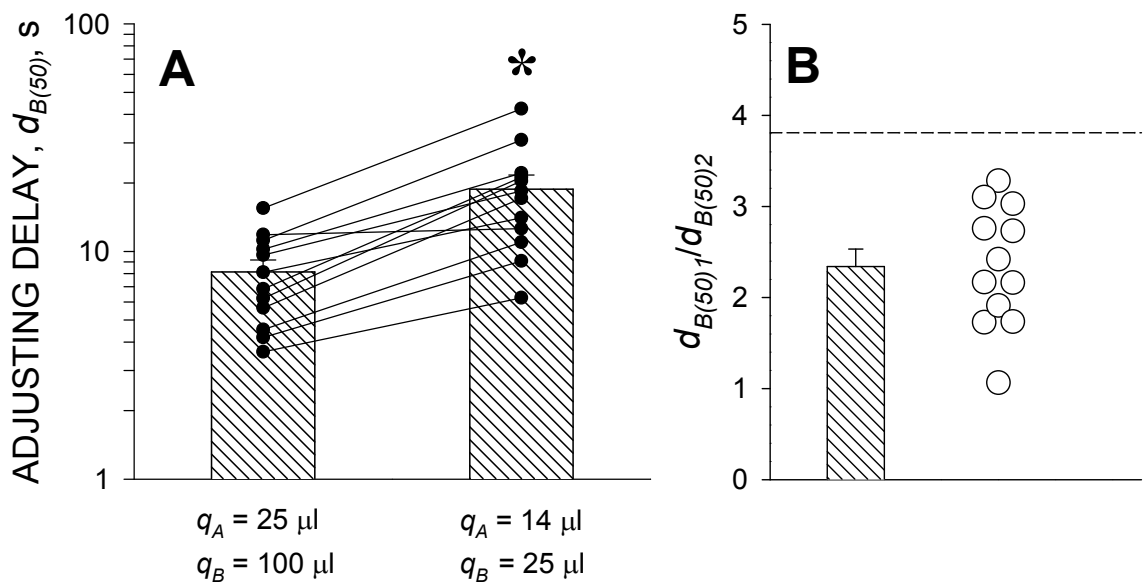 A
*
ADJUSTING DELAY, dB(50), s
100
10
1
qA = 25 μl
qB = 100 μl
qA = 14 μl
qB = 25 μl
B
dB(50)1/dB(50)2
5
4
3
2
1
0